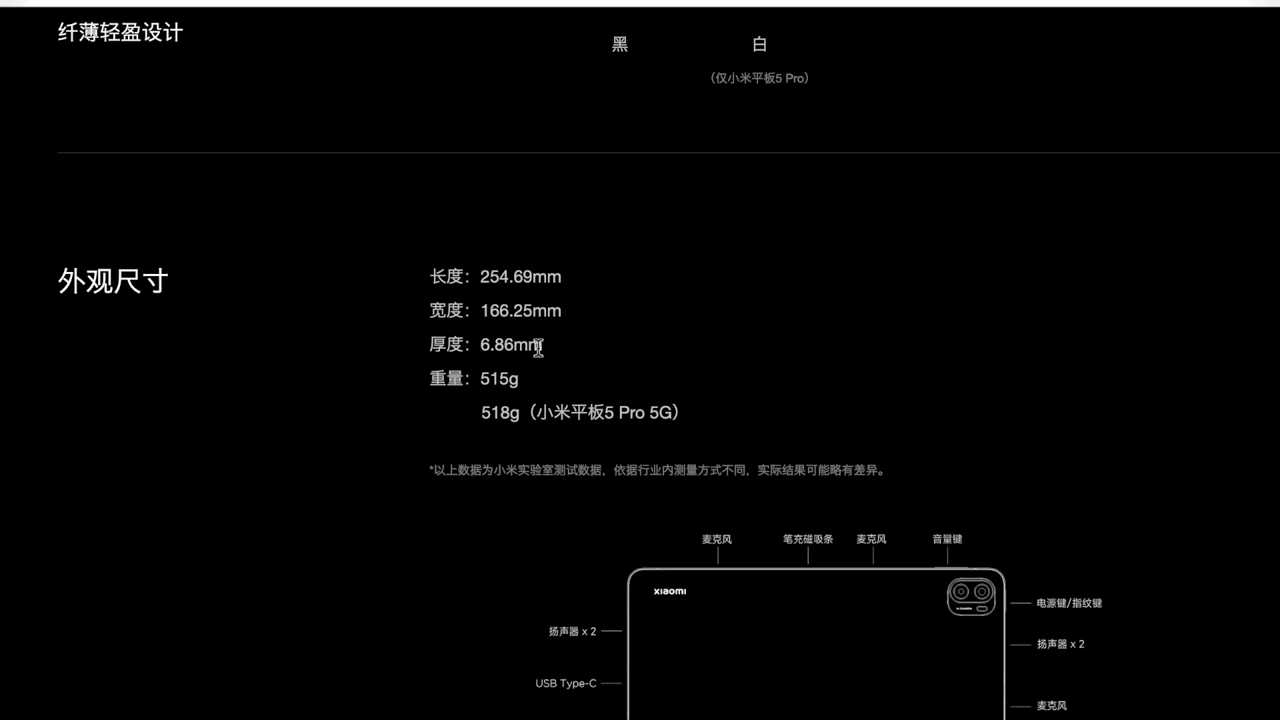 纤薄轻盈设计
黑
白
（仅小米平板5 Pro）
外观尺寸
长度：254.69mm
宽度：166.25mm
厚度：6.86mm
重量：515g
518g（小米平板5 Pro 5G）
*以上数据为小米实验室测试数据，依据行业内测量方式不同，实际结果可能略有差异。
麦克风
笔充磁吸条
麦克风
音量键
xiaomi
电源键/指纹键
扬声器 x 2
扬声器 x 2
USB Type-C
麦克风